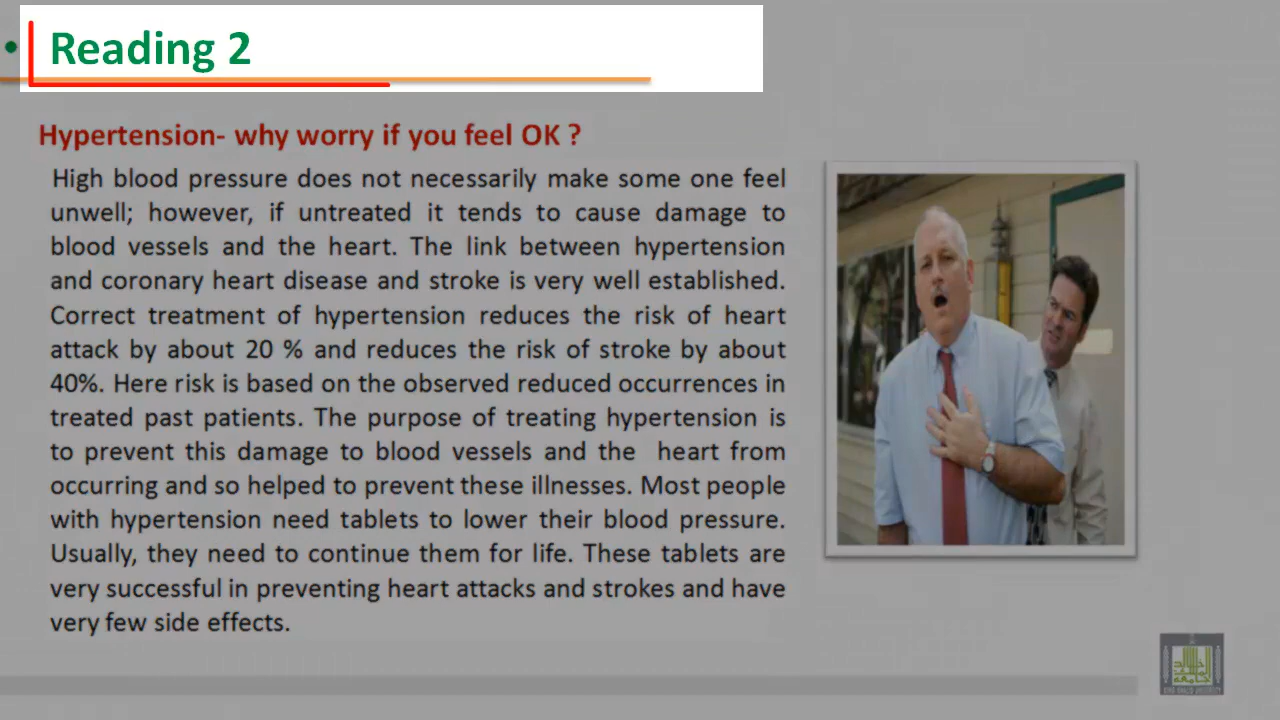 Reading 2
Hypertension- why worry if you feel OK ?
High blood pressure does not necessarily make some one feel
unwell; however, if untreated it tends to cause damage to
blood vessels and the heart. The link between hypertension
and coronary heart disease and stroke is very well established.
Correct treatment of hypertension reduces the risk of heart
attack by about 20 % and reduces the risk of stroke by about
40%. Here risk is based on the observed reduced occurrences in
treated past patients. The purpose of treating hypertension is
to prevent this damage to blood vessels and the heart from
occurring and so helped to prevent these illnesses. Most people
with hypertension need tablets to lower their blood pressure.
Usually, they need to continue them for life. These tablets are
very successful in preventing heart attacks and strokes and have
very few side effects.